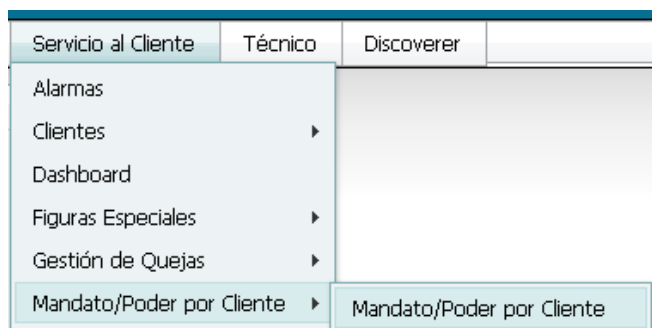 Servicio al Cliente Técnico Discoverer
Alarmas
Clientes
Dashboard
Figuras Especiales
Gestión de Quejas
Mandato/Poder por Cliente Mandato/Poder por Cliente